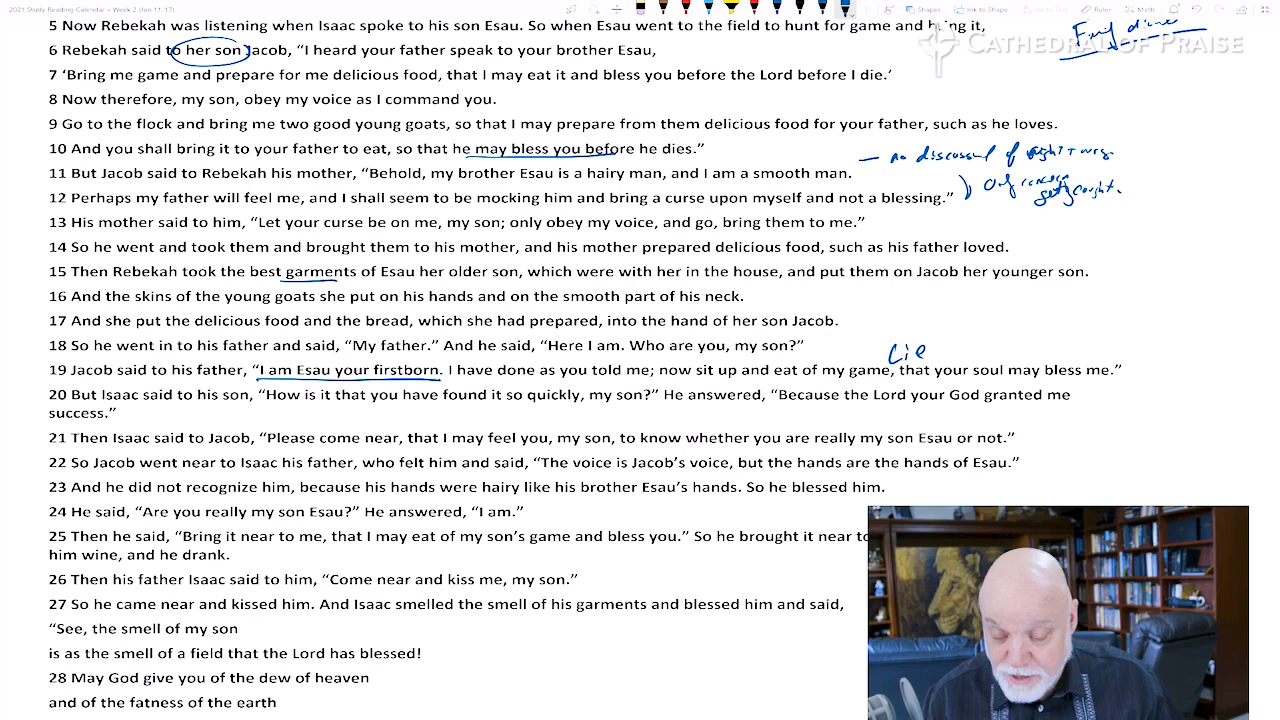 2021 Study Reading Calendar – Week 2 (Jan 11-17)
Shapes Ink to Shape Ruler Math
5 Now Rebekah was listening when Isaac spoke to his son Esau. So when Esau went to the field to hunt for game and bring it,
CATHEDRAL OF PRAISE
6 Rebekah said to her son Jacob, “I heard your father speak to your brother Esau,
7 ‘Bring me game and prepare for me delicious food, that I may eat it and bless you before the Lord before I die.’
8 Now therefore, my son, obey my voice as I command you.
9 Go to the flock and bring me two good young goats, so that I may prepare from them delicious food for your father, such as he loves.
10 And you shall bring it to your father to eat, so that he may bless you before he dies.”
— no discussed of right + wrg.
11 But Jacob said to Rebekah his mother, “Behold, my brother Esau is a hairy man, and I am a smooth man.
12 Perhaps my father will feel me, and I shall seem to be mocking him and bring a curse upon myself and not a blessing.”
13 His mother said to him, “Let your curse be on me, my son; only obey my voice, and go, bring them to me.”
14 So he went and took them and brought them to his mother, and his mother prepared delicious food, such as his father loved.
15 Then Rebekah took the best garments of Esau her older son, which were with her in the house, and put them on Jacob her younger son.
16 And the skins of the young goats she put on his hands and on the smooth part of his neck.
17 And she put the delicious food and the bread, which she had prepared, into the hand of her son Jacob.
18 So he went in to his father and said, “My father.” And he said, “Here I am. Who are you, my son?”
Lie
19 Jacob said to his father, “I am Esau your firstborn. I have done as you told me; now sit up and eat of my game, that your soul may bless me.”
20 But Isaac said to his son, “How is it that you have found it so quickly, my son?” He answered, “Because the Lord your God granted me
success.”
21 Then Isaac said to Jacob, “Please come near, that I may feel you, my son, to know whether you are really my son Esau or not.”
22 So Jacob went near to Isaac his father, who felt him and said, “The voice is Jacob’s voice, but the hands are the hands of Esau.”
23 And he did not recognize him, because his hands were hairy like his brother Esau’s hands. So he blessed him.
24 He said, “Are you really my son Esau?” He answered, “I am.”
25 Then he said, “Bring it near to me, that I may eat of my son’s game and bless you.” So he brought it near to
him wine, and he drank.
26 Then his father Isaac said to him, “Come near and kiss me, my son.”
27 So he came near and kissed him. And Isaac smelled the smell of his garments and blessed him and said,
“See, the smell of my son
is as the smell of a field that the Lord has blessed!
28 May God give you of the dew of heaven
and of the fatness of the earth